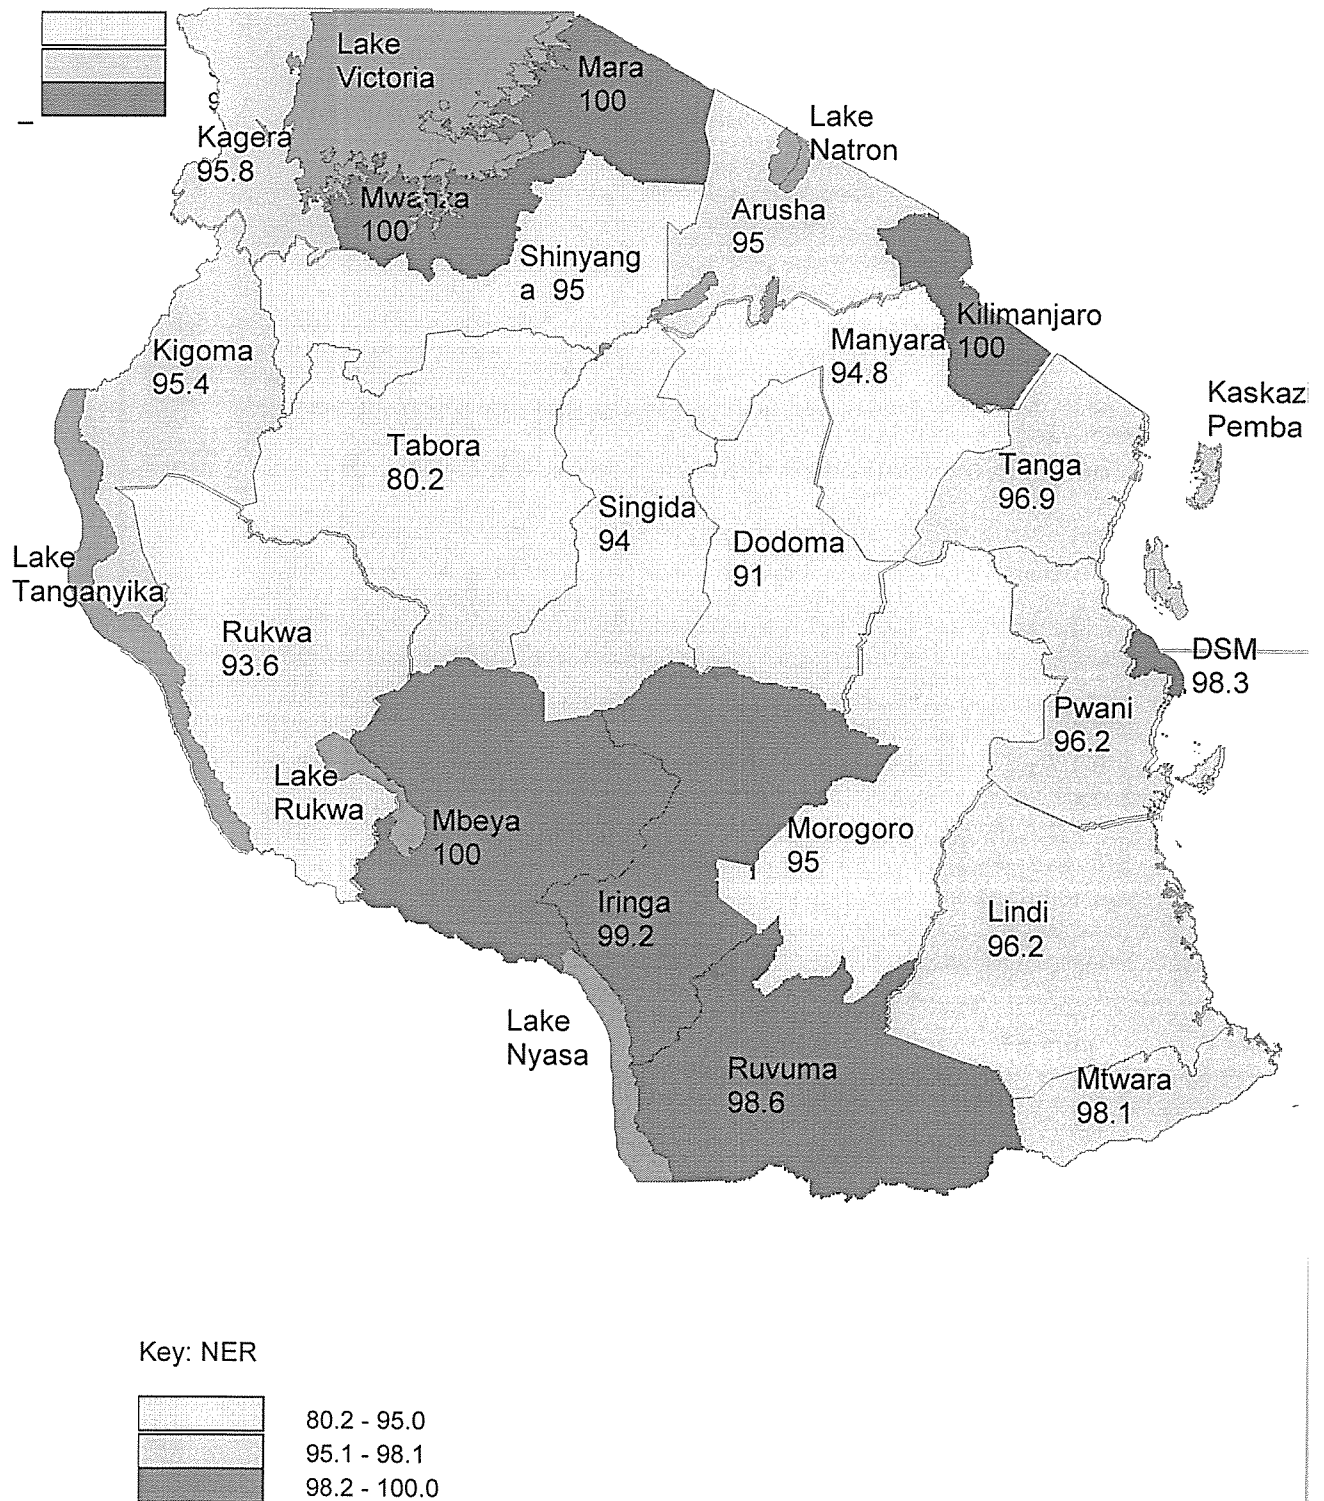 Lake
Victoria
Mara
100
Lake
Natron
Kagera
95.8
Mwanza
100
Arusha
95
Shinyang
a 95
Kilimanjaro
100
Manyara
94.8
Kigoma
95.4
Kaskazi
Pemba
Tabora
80.2
Tanga
96.9
Singida
94
Dodoma
91
Lake
Tanganyika
Rukwa
93.6
DSM
98.3
Pwani
96.2
Lake
Rukwa
Mbeya
100
Morogoro
95
Iringa
99.2
Lindi
96.2
Lake
Nyasa
Ruvuma
98.6
Mtwara
98.1
Key: NER
80.2 - 95.0
95.1 - 98.1
98.2 - 100.0